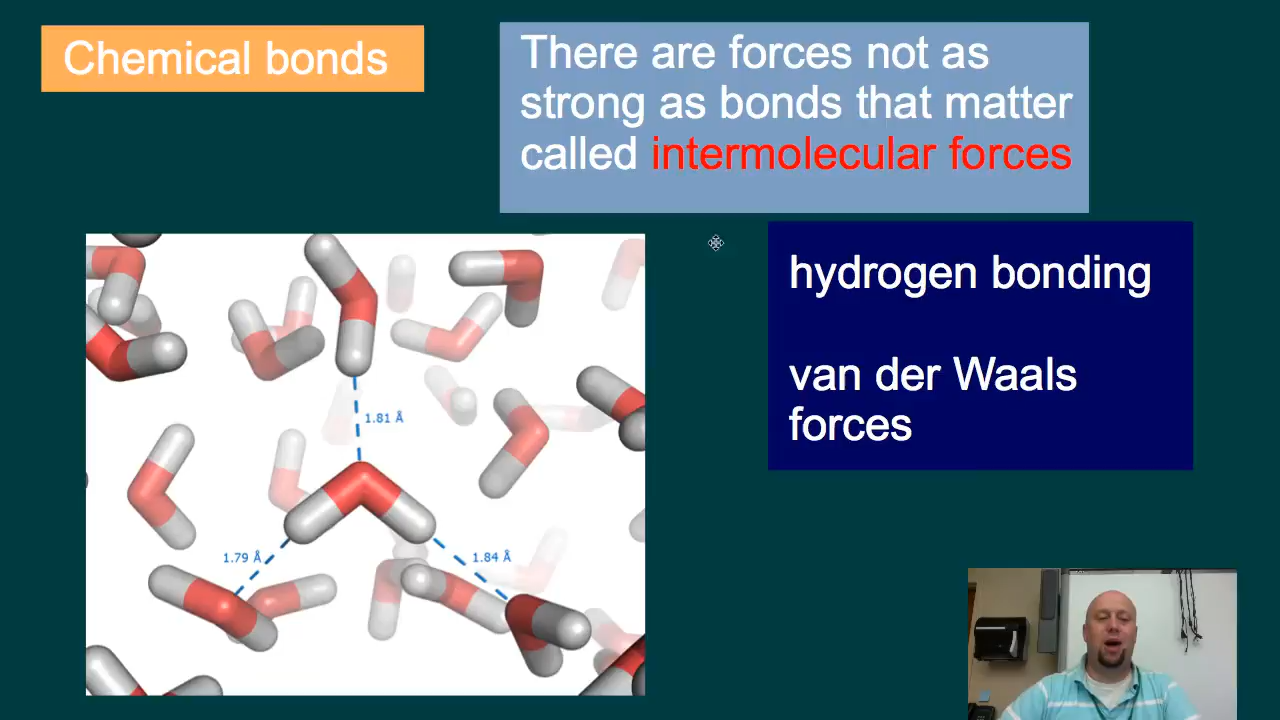 Chemical bonds
There are forces not as
strong as bonds that matter
called intermolecular forces
hydrogen bonding
van der Waals
forces
1.81 Å
1.79 Å
1.84 Å